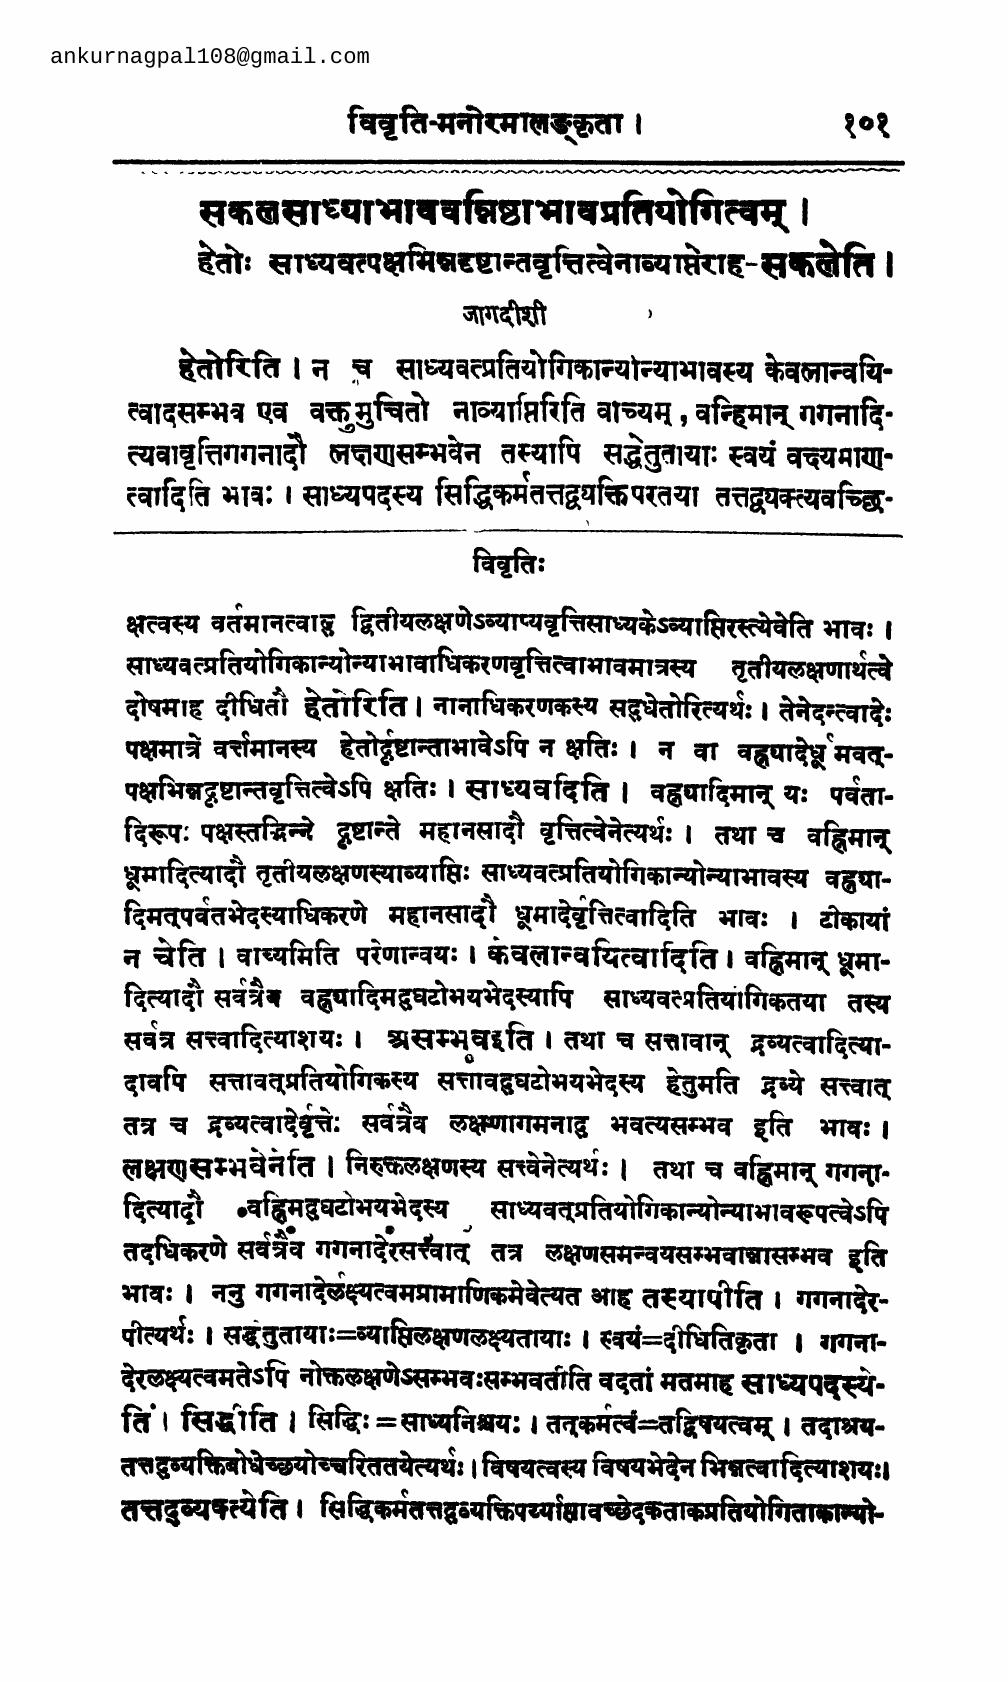 ankurnagpal108@gmail.com
विवृति-मनोरमालङ्कृता । १०१
सकलसाध्याभाववन्निष्ठाभावप्रतियोगित्वम् ।
हेतोः साध्यवत्पक्षभिन्नदृष्टान्तवृत्तित्वेनाव्याप्तेराह-सकलेति ।
जागदीशी
हेतोरिति । न च साध्यवत्प्रतियोगिकान्योन्याभावस्य केवलान्वयि-
त्वादसम्भव एव वक्तुमुचितो नाव्याप्तिरिति वाच्यम् , वन्हिमान् गगनादि-
त्यवावृत्तिगगनादौ लक्षणसम्भवेन तस्यापि सद्धेतुतायाः स्वयं वक्ष्यमाण-
त्वादिति भावः । साध्यपदस्य सिद्धिकर्मतत्तद्व्यक्तिपरतया तत्तद्व्यक्त्यवच्छि-
विवृतिः
क्षत्वस्य वर्तमानत्वान्न द्वितीयलक्षणेऽव्याप्यवृत्तिसाध्यकेऽव्याप्तिरस्त्येवेति भावः ।
साध्यवत्प्रतियोगिकान्योन्याभावाधिकरणवृत्तित्वाभावमात्रस्य तृतीयलक्षणार्थत्वे
दोषमाह दीधितौ हेतोरिति । नानाधिकरणकस्य सद्धेतोरित्यर्थः । तेनेदन्त्वादेः
पक्षमात्रे वर्त्तमानस्य हेतोर्दृष्टान्ताभावेऽपि न क्षतिः । न वा वह्न्यादेर्धूमवत्-
पक्षभिन्नदृष्टान्तवृत्तित्वेऽपि क्षतिः । साध्यवदिति । वह्न्यादिमान् यः पर्वता-
दिरूपः पक्षस्तद्भिन्ने दृष्टान्ते महानसादौ वृत्तित्वेनेत्यर्थः । तथा च वह्निमान्
धूमादित्यादौ तृतीयलक्षणस्याव्याप्तिः साध्यवत्प्रतियोगिकान्योन्याभावस्य वह्न्या-
दिमत्पर्वतभेदस्याधिकरणे महानसादौ धूमादेर्वृत्तित्वादिति भावः । टीकायां
न चेति । वाच्यमिति परेणान्वयः । केवलान्वयित्वादिति । वह्निमान् धूमा-
दित्यादौ सर्वत्रैव वह्न्यादिमद्घटोभयभेदस्यापि साध्यवत्प्रतियोगिकतया तस्य
सर्वत्र सत्त्वादित्याशयः । असम्भवइति । तथा च सत्तावान् द्रव्यत्वादित्या-
दावपि सत्तावत्प्रतियोगिकस्य सत्तावद्घटोभयभेदस्य हेतुमति द्रव्ये सत्त्वात्
तत्र च द्रव्यत्वादेर्वृत्तेः सर्वत्रैव लक्षणागमनाद् भवत्यसम्भव इति भावः ।
लक्षणसम्भवेनेति । निरुक्तलक्षणस्य सत्त्वेनेत्यर्थः । तथा च वह्निमान् गगना-
दित्यादौ वह्निमद्घटोभयभेदस्य साध्यवत्प्रतियोगिकान्योन्याभावरूपत्वेऽपि
तदधिकरणे सर्वत्रैव गगनादेरसत्त्वात् तत्र लक्षणसमन्वयसम्भवान्नासम्भव इति
भावः । ननु गगनादेर्लक्ष्यत्वमप्रामाणिकमेवेत्यत आह तस्यापीति । गगनादेर-
पीत्यर्थः । सद्धेतुतायाः=व्याप्तिलक्षणलक्ष्यतायाः । स्वयं=दीधितिकृता । गगना-
देरलक्ष्यत्वमतेऽपि नोक्तलक्षणेऽसम्भवःसम्भवतीति वदतां मतमाह साध्यपदस्ये-
ति । सिद्धीति । सिद्धिः=साध्यनिश्चयः । तत्कर्मत्वं=तद्विषयत्वम् । तदाश्रय-
तत्तद्व्यक्तिबोधेच्छयोच्चरिततयेत्यर्थः । विषयत्वस्य विषयभेदेन भिन्नत्वादित्याशयः।
तत्तद्व्यक्त्येति । सिद्धिकर्मतत्तद्व्यक्तिपर्य्याप्तावच्छेदकताकप्रतियोगिताकान्यो-